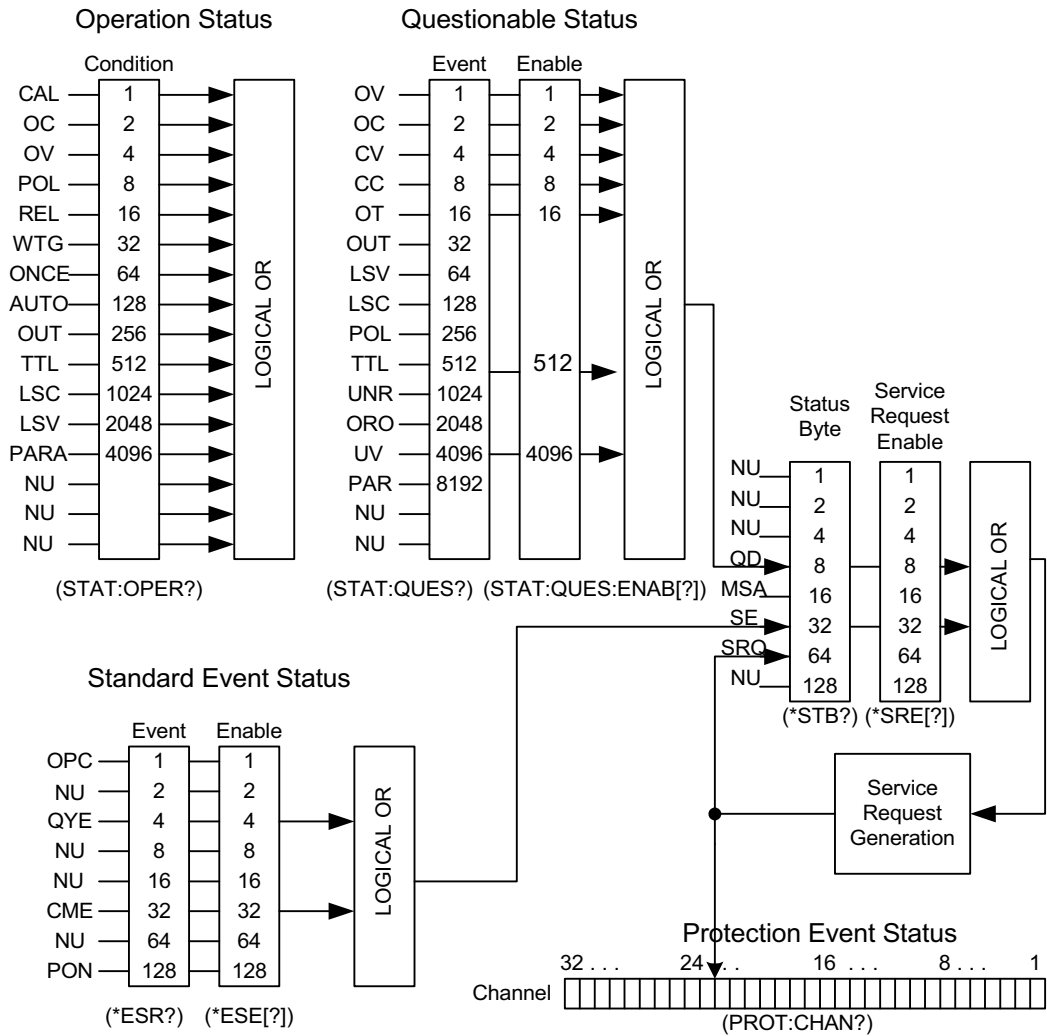 Operation Status
Condition
CAL 1
OC 2
OV 4
POL 8
REL 16
WTG 32
ONCE 64
AUTO 128
OUT 256
TTL 512
LSC 1024
LSV 2048
PARA 4096
NU
NU
NU
LOGICAL OR
(STAT:OPER?)
Questionable Status
Event Enable
OV 1 1
OC 2 2
CV 4 4
CC 8 8
OT 16 16
OUT 32
LSV 64
LSC 128
POL 256
TTL 512 512
UNR 1024
ORO 2048
UV 4096 4096
PAR 8192
NU
NU
LOGICAL OR
(STAT:QUES?) (STAT:QUES:ENAB[?])
Status
Byte
Service
Request
Enable
NU 1 1
NU 2 2
NU 4 4
QD 8 8
MSA 16 16
SE 32 32
SRQ 64 64
NU 128 128
LOGICAL OR
(*STB?) (*SRE[?])
Service
Request
Generation
Standard Event Status
Event Enable
OPC 1 1
NU 2 2
QYE 4 4
NU 8 8
NU 16 16
CME 32 32
NU 64 64
PON 128 128
LOGICAL OR
(*ESR?) (*ESE[?])
Protection Event Status
32 . . . 24 . . . 16 . . . 8 . . . 1
Channel
(PROT:CHAN?)